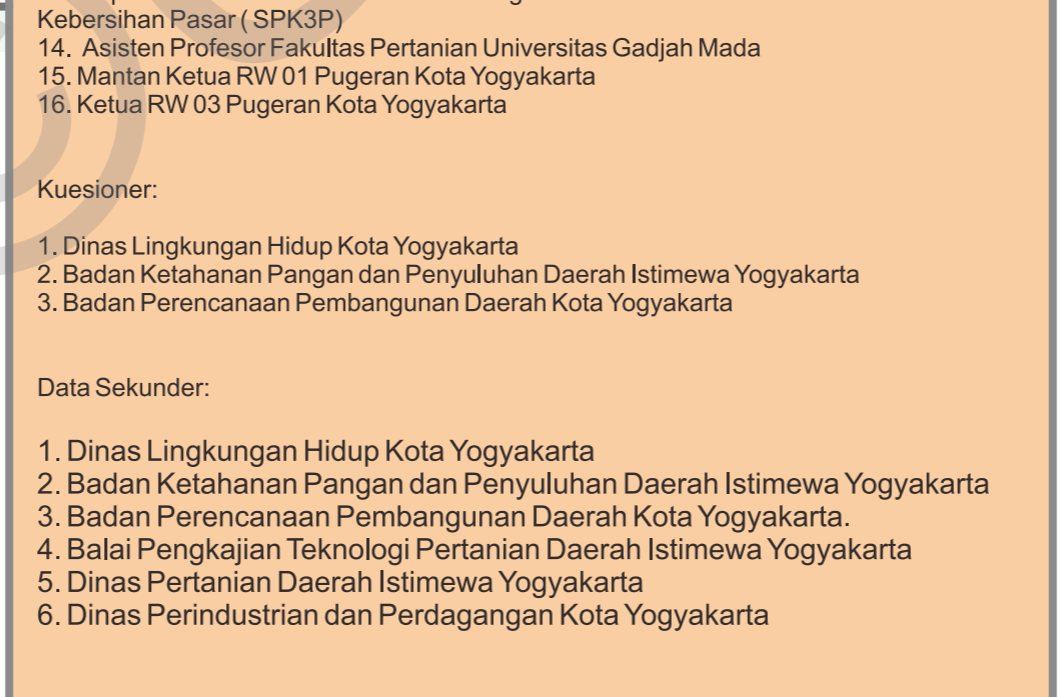 Kebersihan Pasar ( SPK3P)
14. Asisten Profesor Fakultas Pertanian Universitas Gadjah Mada
15. Mantan Ketua RW 01 Pugeran Kota Yogyakarta
16. Ketua RW 03 Pugeran Kota Yogyakarta
Kuesioner:
1. Dinas Lingkungan Hidup Kota Yogyakarta
2. Badan Ketahanan Pangan dan Penyuluhan Daerah Istimewa Yogyakarta
3. Badan Perencanaan Pembangunan Daerah Kota Yogyakarta
Data Sekunder:
1. Dinas Lingkungan Hidup Kota Yogyakarta
2. Badan Ketahanan Pangan dan Penyuluhan Daerah Istimewa Yogyakarta
3. Badan Perencanaan Pembangunan Daerah Kota Yogyakarta.
4. Balai Pengkajian Teknologi Pertanian Daerah Istimewa Yogyakarta
5. Dinas Pertanian Daerah Istimewa Yogyakarta
6. Dinas Perindustrian dan Perdagangan Kota Yogyakarta